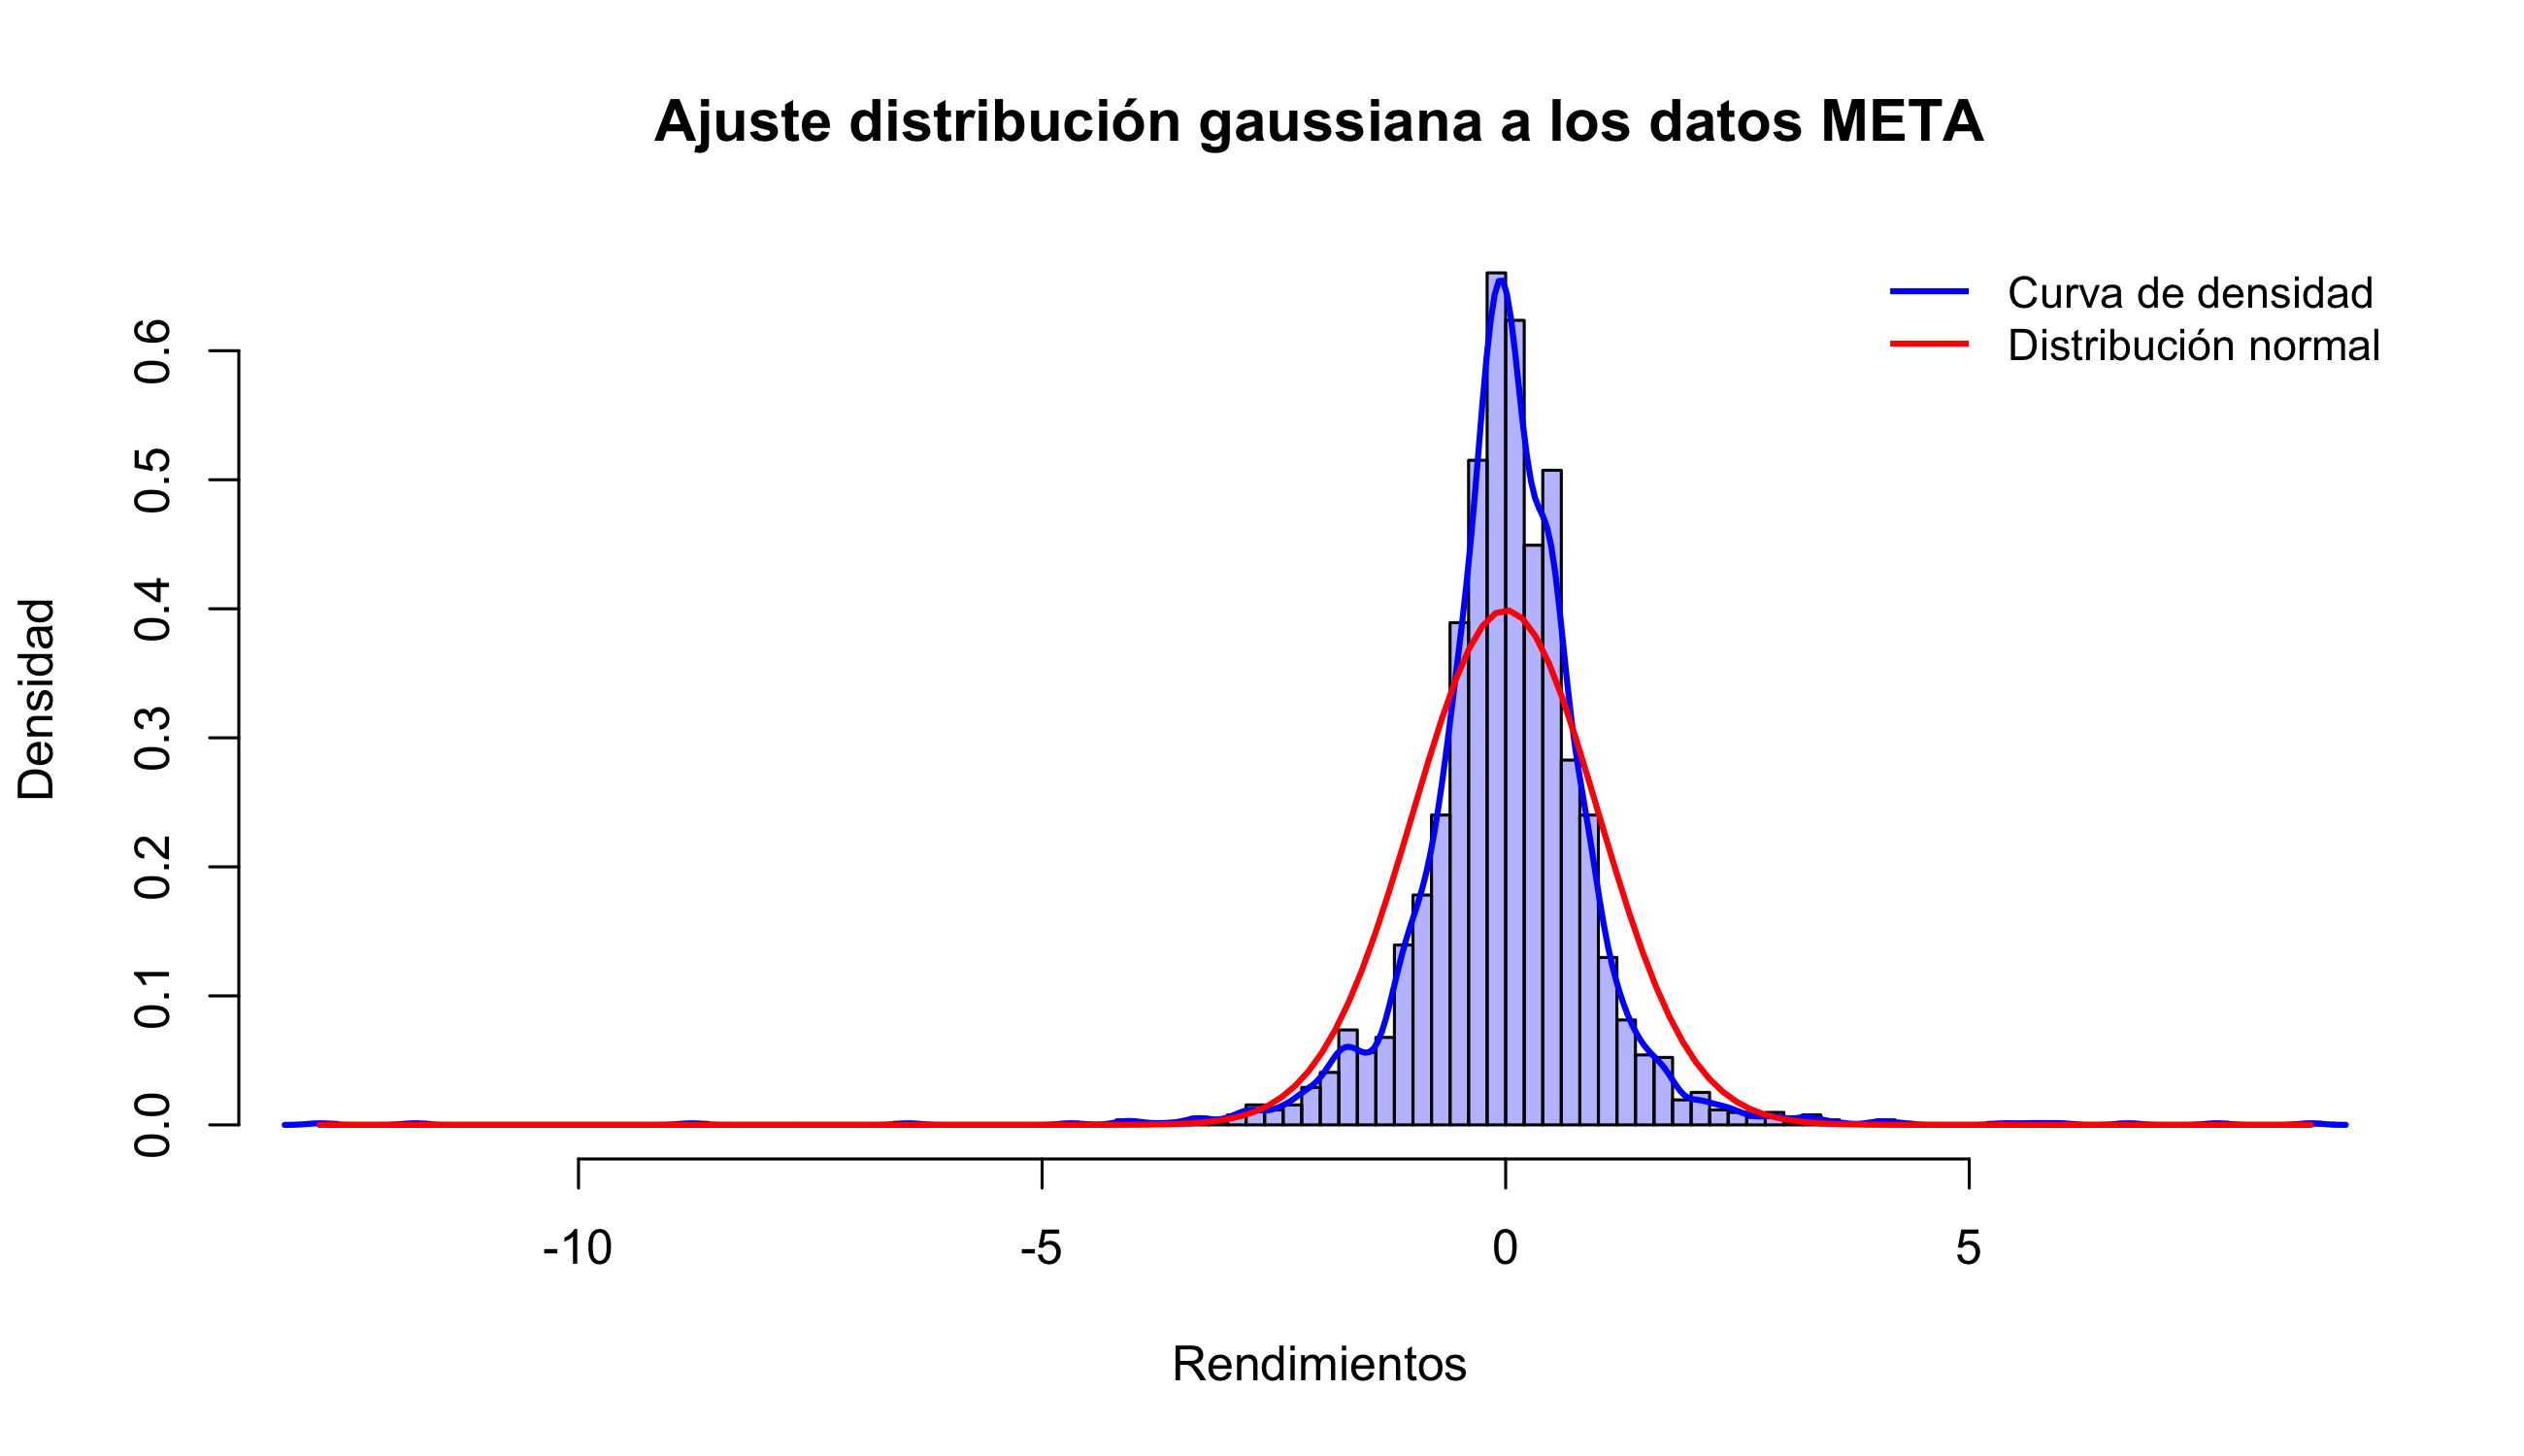 Ajuste distribución gaussiana a los datos META
Curva de densidad
Distribución normal
Densidad
0.6
0.5
0.4
0.3
0.2
0.1
0.0
-10
-5
0
5
Rendimientos